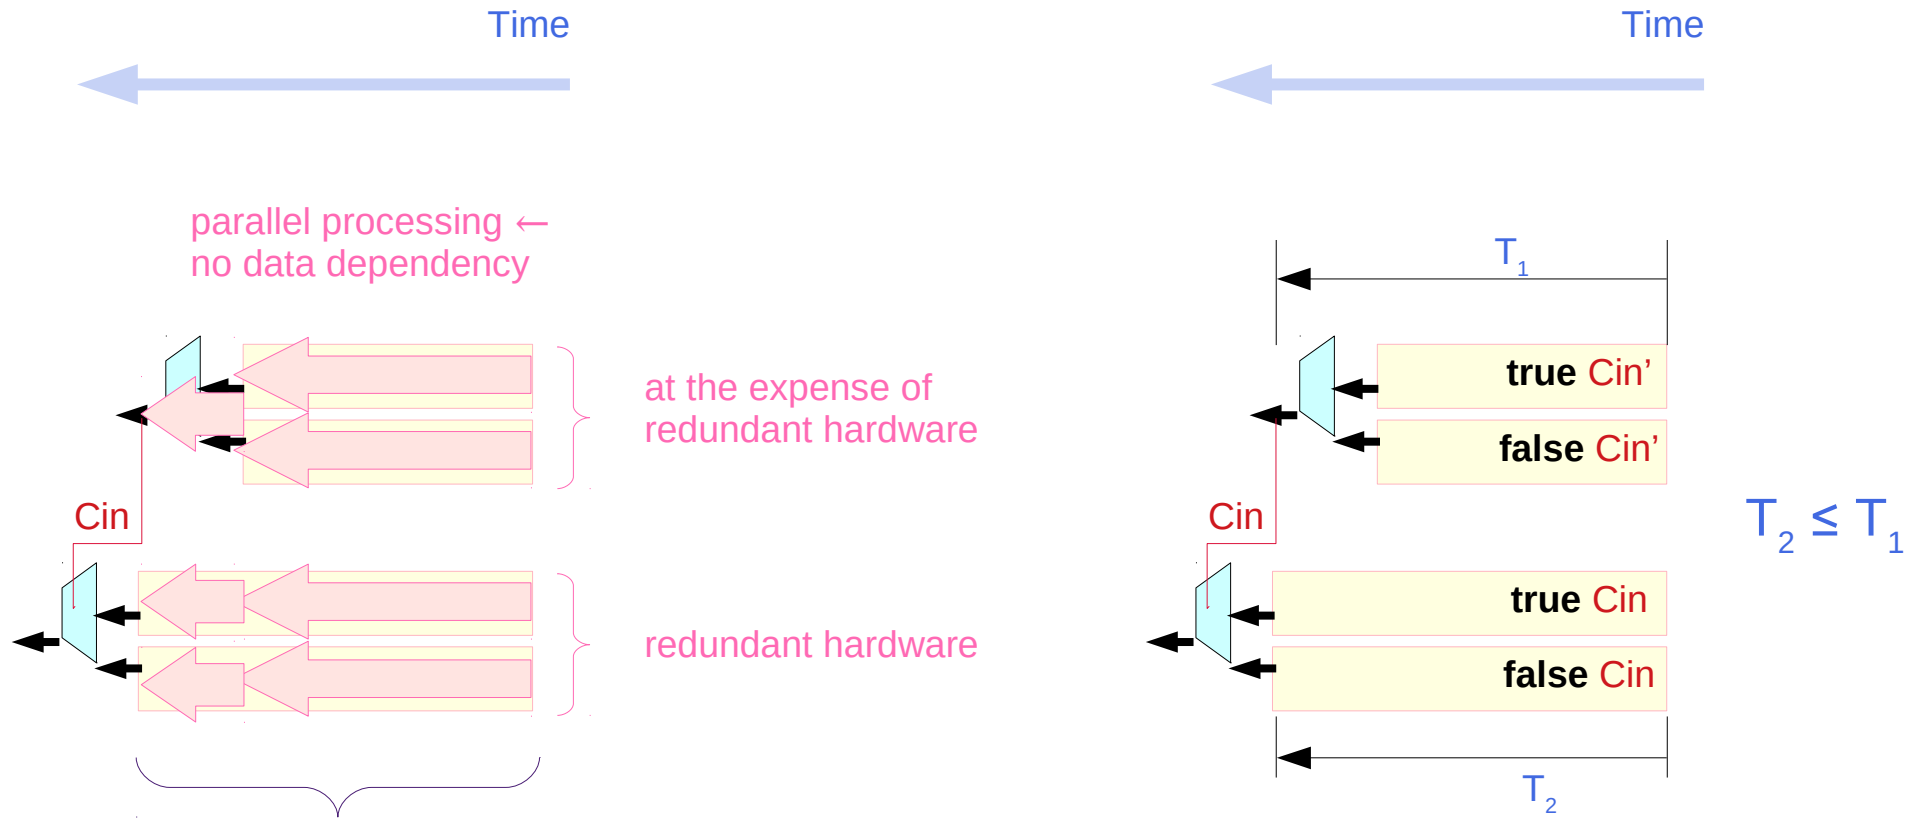 Time
parallel processing ←
no data dependency
at the expense of
redundant hardware
Cin
redundant hardware
Time
T1
true Cin’
false Cin’
Cin
T2 ≤ T1
true Cin
false Cin
T2